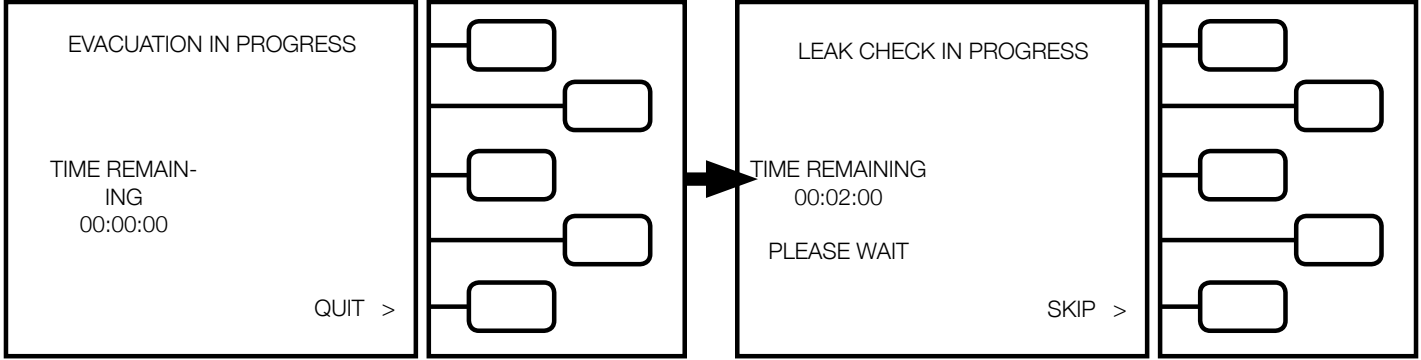 EVACUATION IN PROGRESS
TIME REMAIN-
ING
00:00:00
QUIT >
LEAK CHECK IN PROGRESS
TIME REMAINING
00:02:00
PLEASE WAIT
SKIP >